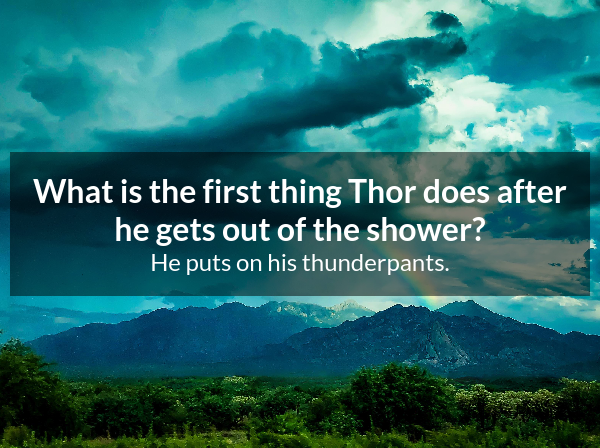 What is the first thing Thor does after
he gets out of the shower?
He puts on his thunderpants.